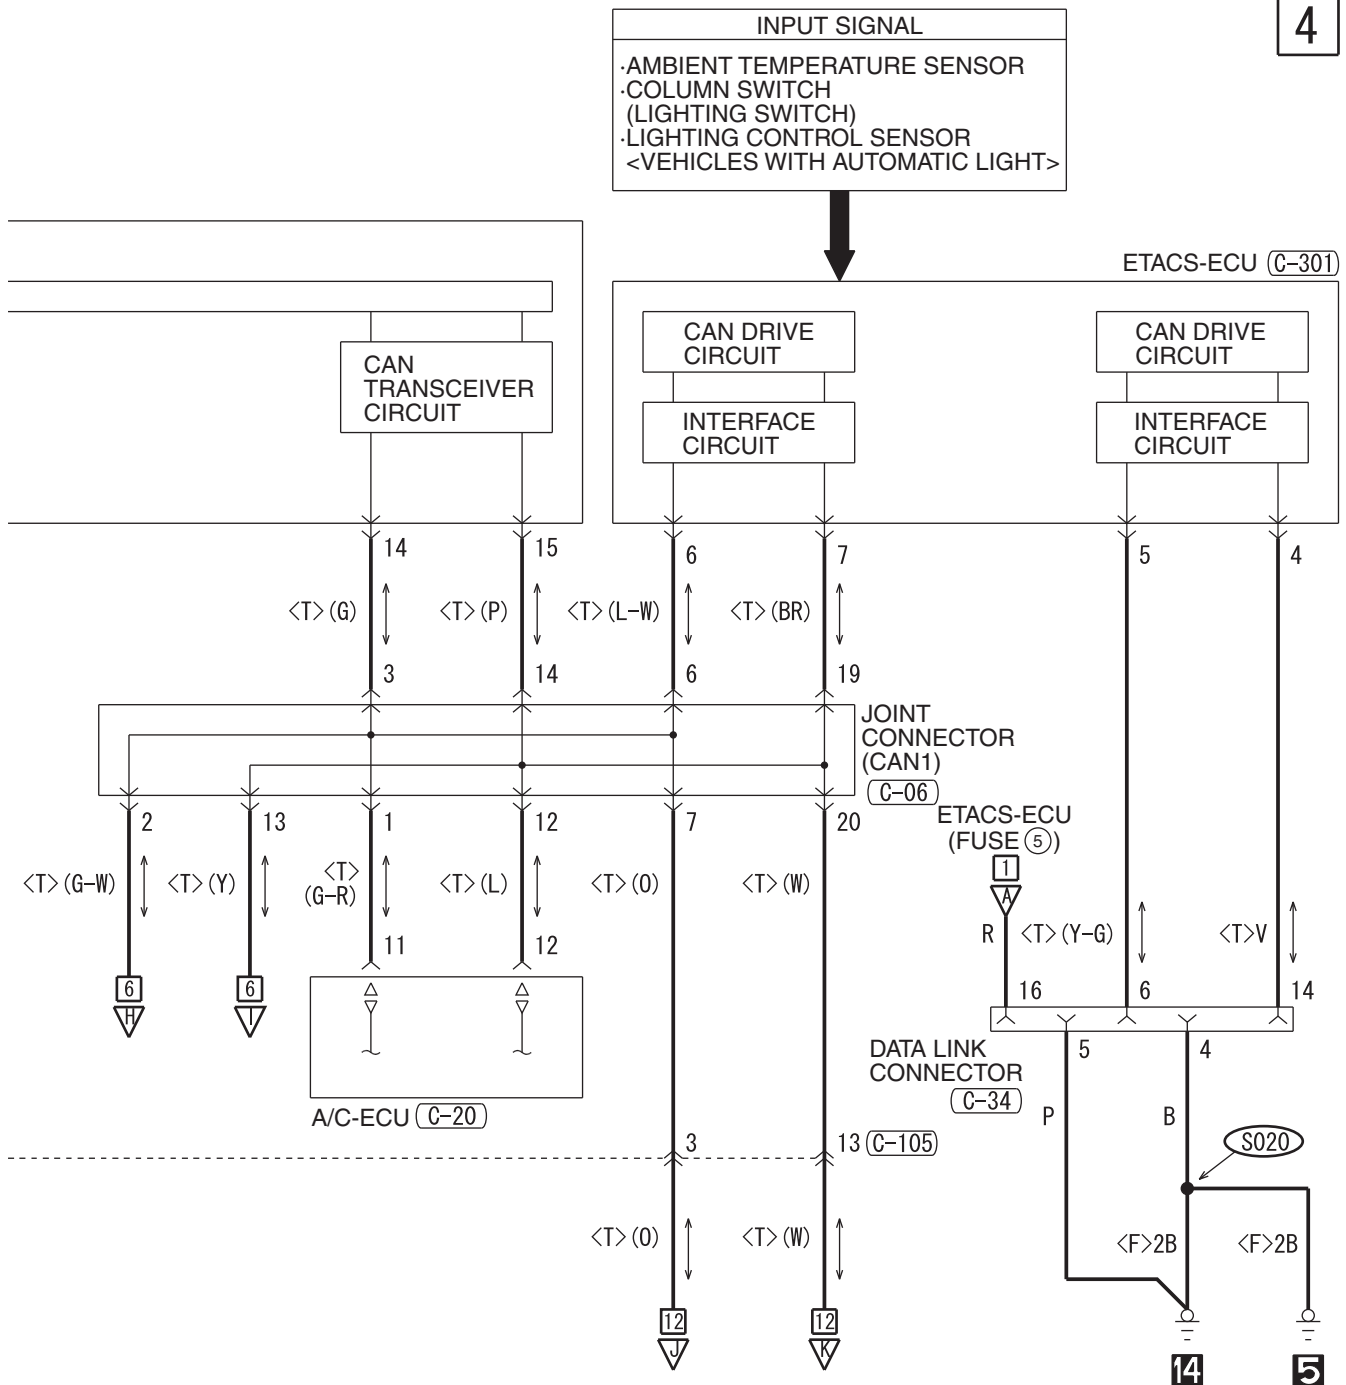 4
INPUT SIGNAL
·AMBIENT TEMPERATURE SENSOR
·COLUMN SWITCH
(LIGHTING SWITCH)
·LIGHTING CONTROL SENSOR
<VEHICLES WITH AUTOMATIC LIGHT>
ETACS-ECU C-301
CAN
TRANSCEIVER
CIRCUIT
CAN DRIVE
CIRCUIT
INTERFACE
CIRCUIT
CAN DRIVE
CIRCUIT
INTERFACE
CIRCUIT
14 15 6 7 5 4
<T>(G) <T>(P) <T>(L-W) <T>(BR)
3 14 6 19
JOINT
CONNECTOR
(CAN1)
C-06
2 13 1 12 7 20
<T>(G-W) <T>(Y) <T>
(G-R) <T>(L) <T>(O) <T>(W)
ETACS-ECU
(FUSE 5)
1
A
R <T>(Y-G) <T>V
11 12
6 6
H I
16 6 14
A/C-ECU C-20
DATA LINK
CONNECTOR
C-34
5 4
P B
3 13 C-105
S020
<T>(O) <T>(W) <F>2B <F>2B
12 12
J K
14 5